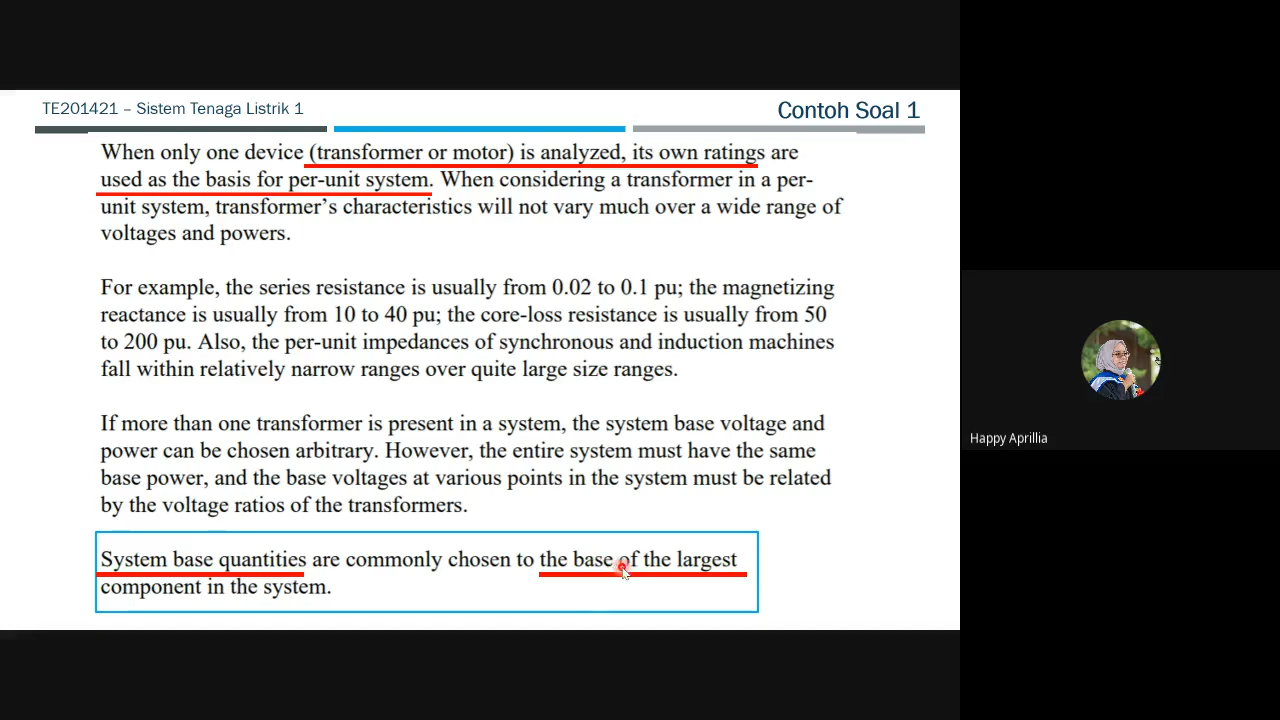 TE201421 – Sistem Tenaga Listrik 1
Contoh Soal 1
When only one device (transformer or motor) is analyzed, its own ratings are
used as the basis for per-unit system. When considering a transformer in a per-
unit system, transformer's characteristics will not vary much over a wide range of
voltages and powers.
For example, the series resistance is usually from 0.02 to 0.1 pu; the magnetizing
reactance is usually from 10 to 40 pu; the core-loss resistance is usually from 50
to 200 pu. Also, the per-unit impedances of synchronous and induction machines
fall within relatively narrow ranges over quite large size ranges.
If more than one transformer is present in a system, the system base voltage and
power can be chosen arbitrary. However, the entire system must have the same
base power, and the base voltages at various points in the system must be related
by the voltage ratios of the transformers.
System base quantities are commonly chosen to the base of the largest
component in the system.
Happy Aprillia